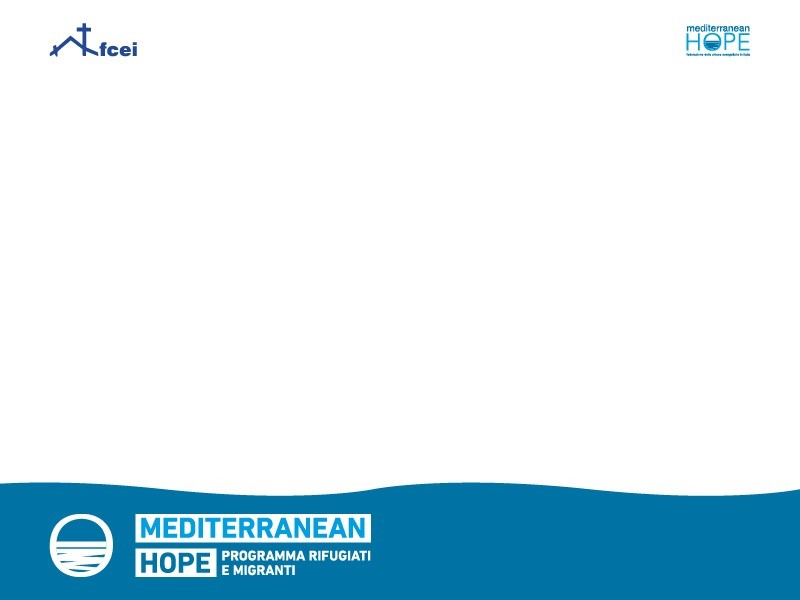 fcei
mediterranean
HOPE
MEDITERRANEAN
HOPE PROGRAMMA RIFUGIATI
E MIGRANTI